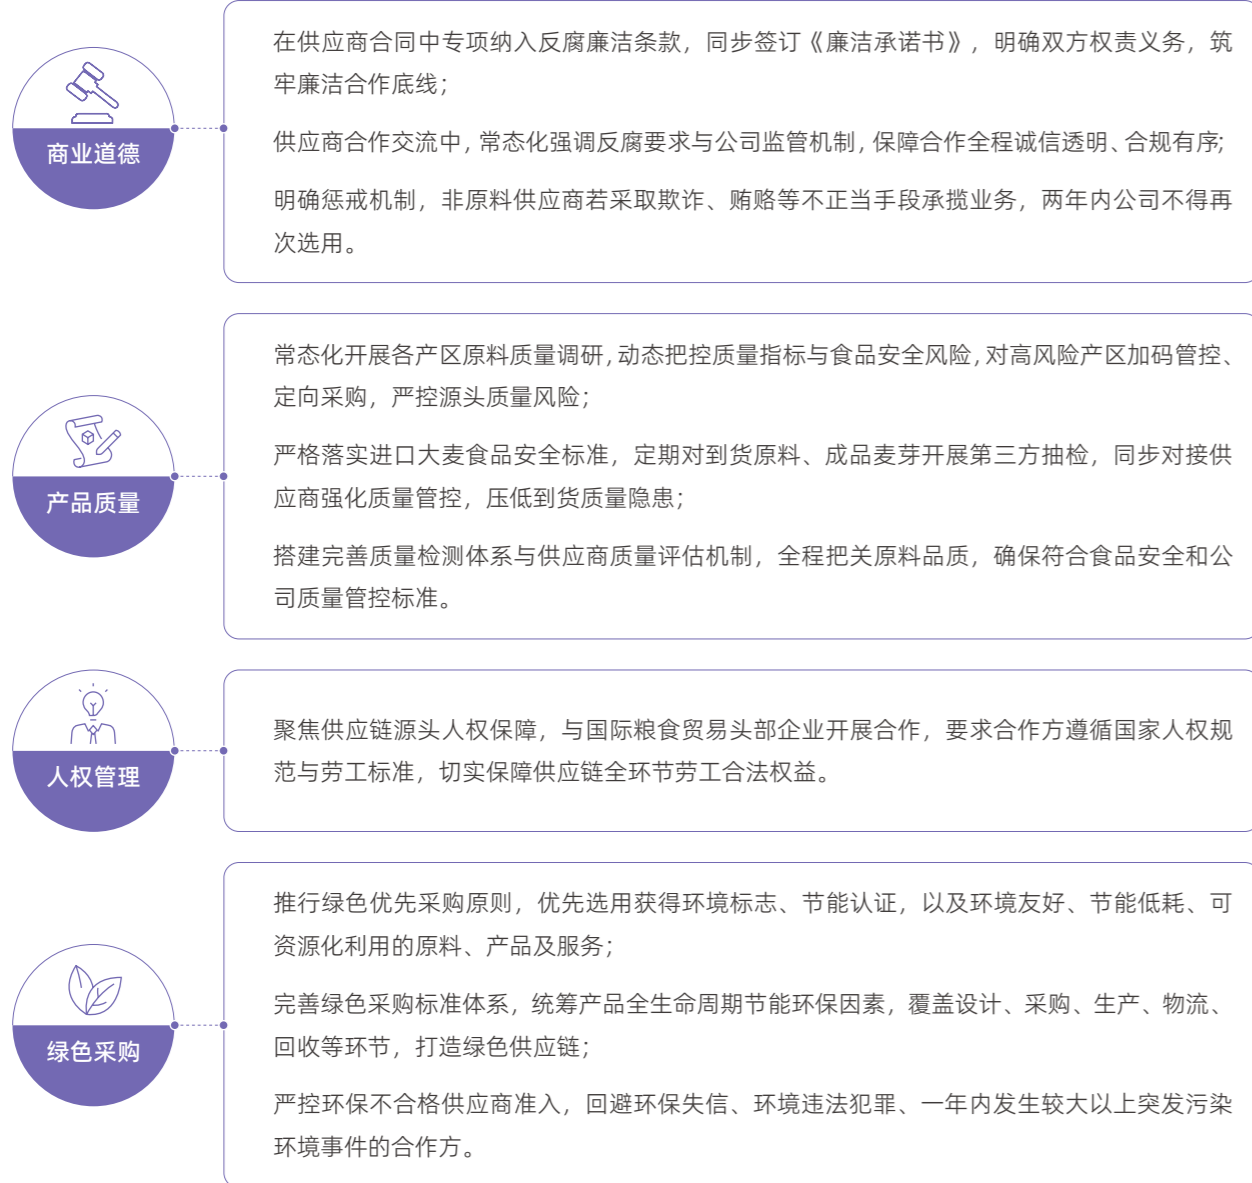 商业道德
在供应商合同中专项纳入反腐廉洁条款，同步签订《廉洁承诺书》，明确双方权责义务，筑
牢廉洁合作底线；
供应商合作交流中，常态化强调反腐要求与公司监管机制，保障合作全程诚信透明、合规有序；
明确惩戒机制，非原料供应商若采取欺诈、贿赂等不正当手段承揽业务，两年内公司不得再
次选用。
产品质量
常态化开展各产区原料质量调研，动态把控质量指标与食品安全风险，对高风险产区加码管控、
定向采购，严控源头质量风险；
严格落实进口大麦食品安全标准，定期对到货原料、成品麦芽开展第三方抽检，同步对接供
应商强化质量管控，压低到货质量隐患；
搭建完善质量检测体系与供应商质量评估机制，全程把关原料品质，确保符合食品安全和公
司质量管控标准。
人权管理
聚焦供应链源头人权保障，与国际粮食贸易头部企业开展合作，要求合作方遵循国家人权规
范与劳工标准，切实保障供应链全环节劳工合法权益。
绿色采购
推行绿色优先采购原则，优先选用获得环境标志、节能认证，以及环境友好、节能低耗、可
资源化利用的原料、产品及服务；
完善绿色采购标准体系，统筹产品全生命周期节能环保因素，覆盖设计、采购、生产、物流、
回收等环节，打造绿色供应链；
严控环保不合格供应商准入，回避环保失信、环境违法犯罪、一年内发生较大以上突发污染
环境事件的合作方。